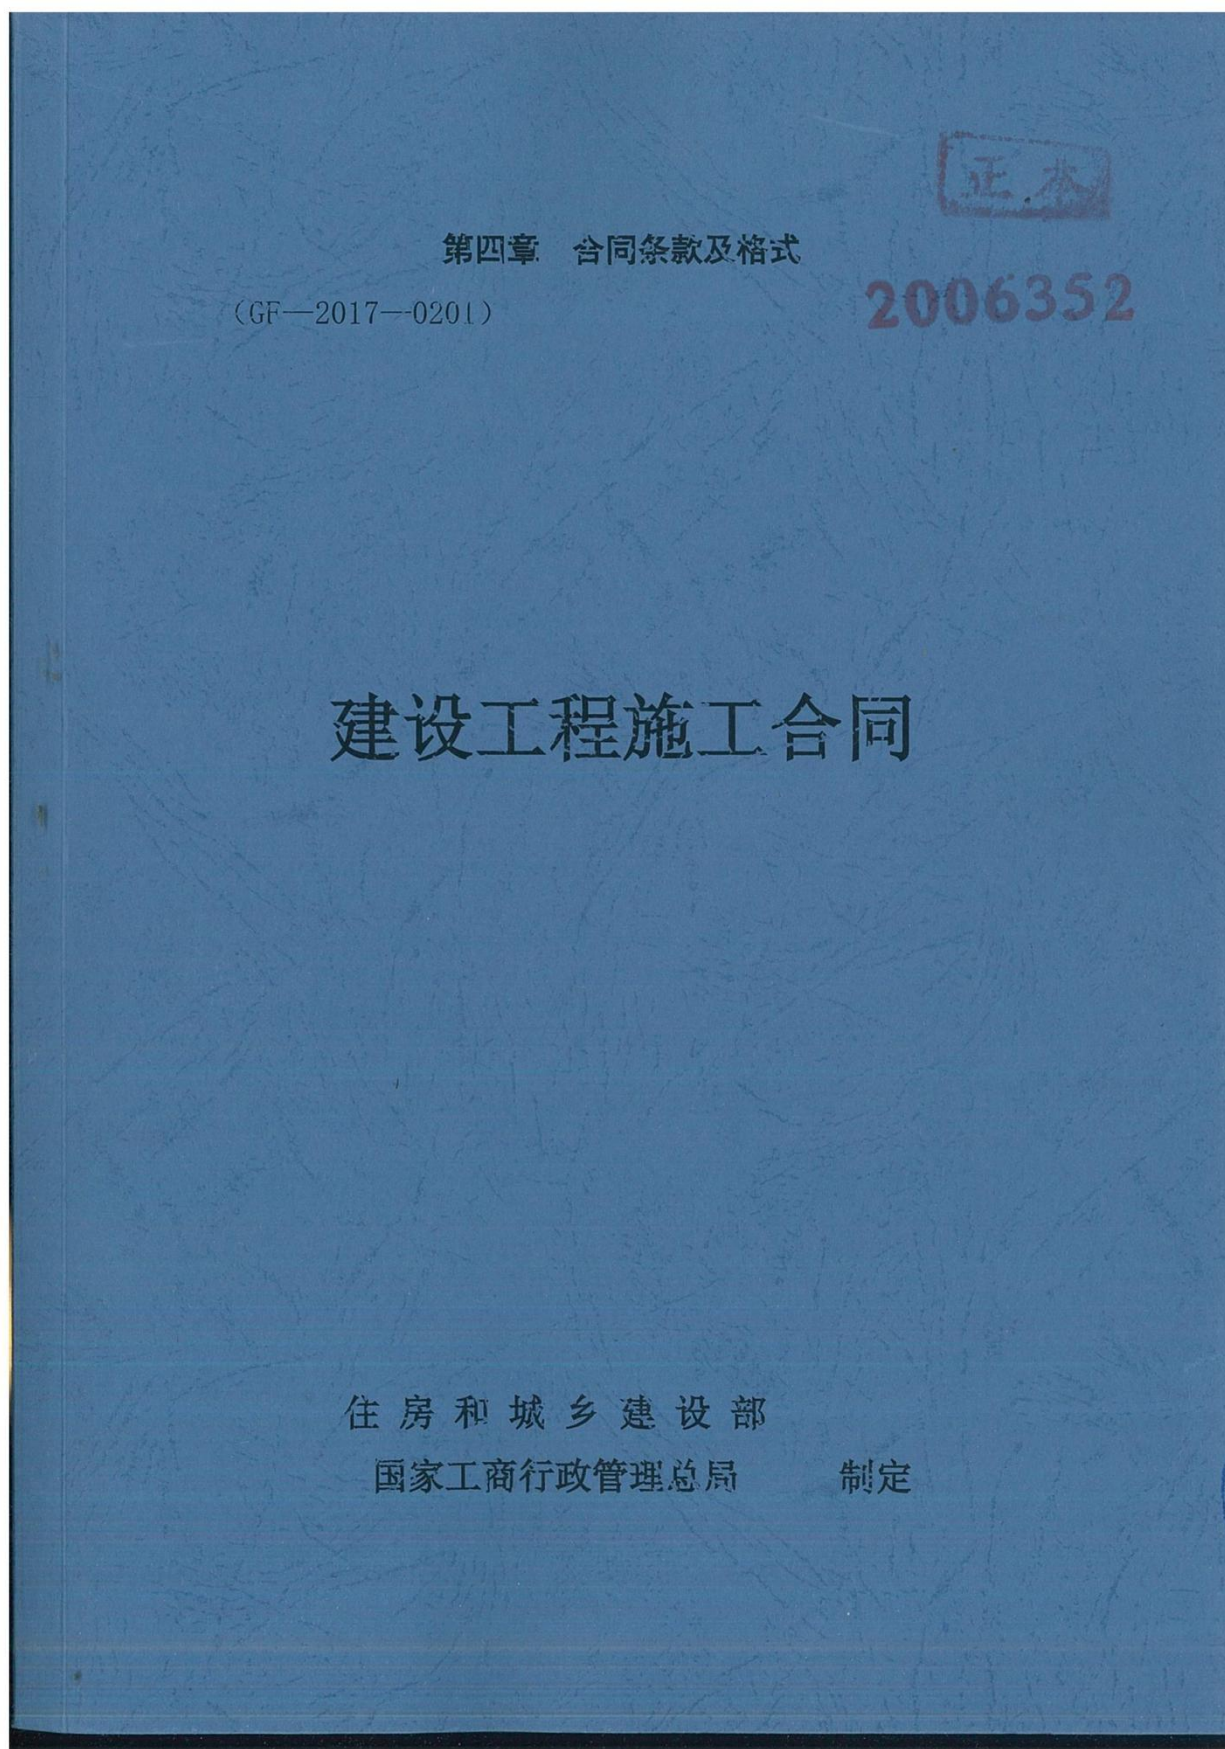 正本
第四章 合同条款及格式
(GF—2017—0201)
2006352
建设工程施工合同
住房和城乡建设部
国家工商行政管理总局 制定